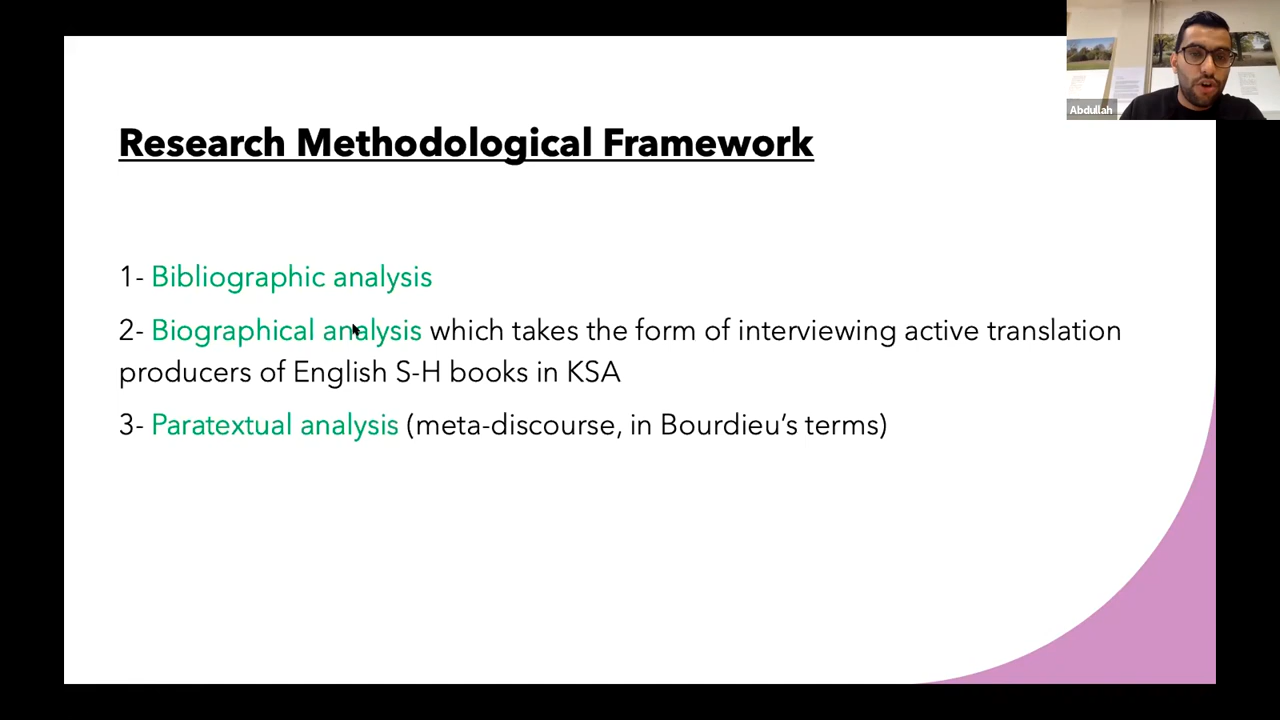 Abdullah
Research Methodological Framework
1- Bibliographic analysis
2- Biographical analysis which takes the form of interviewing active translation
producers of English S-H books in KSA
3- Paratextual analysis (meta-discourse, in Bourdieu's terms)